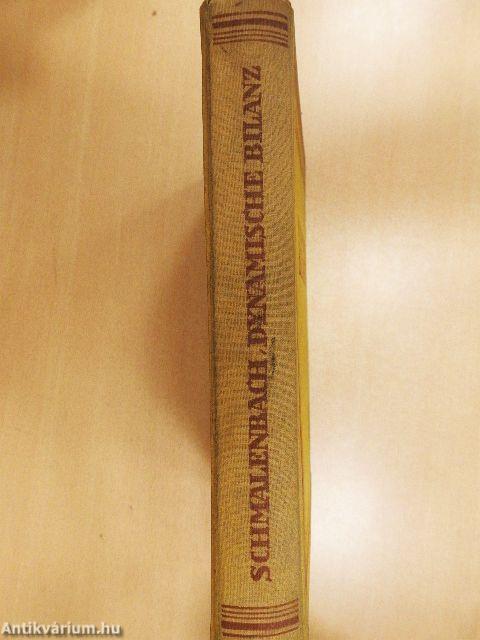 SCHMALENBACH, DYNAMISCHE BILANZ
Antikvárium.hu